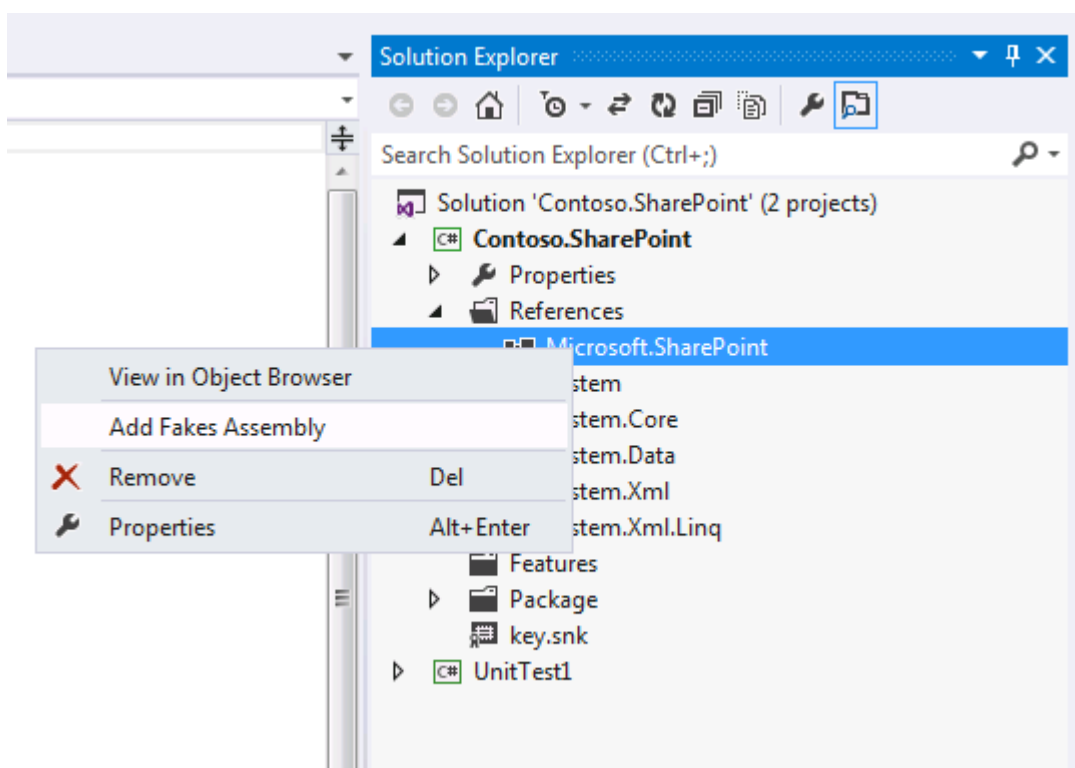 Solution Explorer
Search Solution Explorer (Ctrl+;)
Solution 'Contoso.SharePoint' (2 projects)
C# Contoso.SharePoint
Properties
References
Microsoft.SharePoint
View in Object Browser
stem
Add Fakes Assembly
stem.Core
stem.Data
Remove Del
stem.Xml
Properties Alt+Enter
stem.Xml.Linq
Features
Package
key.snk
C# UnitTest1